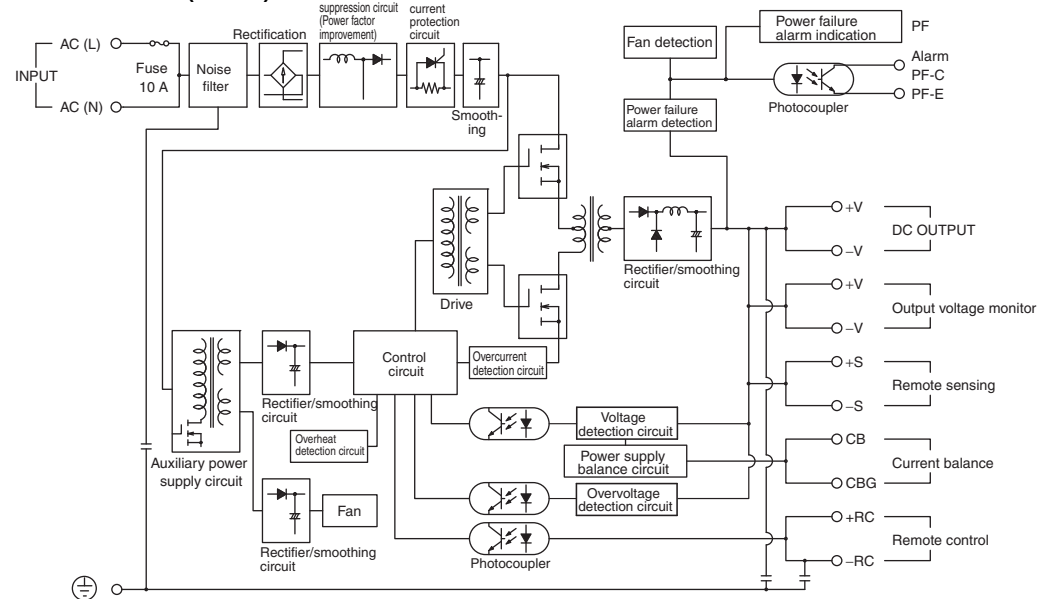 suppression circuit
(Power factor
improvement)
current
protection
circuit
Rectification
AC (L)
INPUT
AC (N)
Fuse
10 A
Noise
filter
Smooth-
ing
Fan detection
Power failure
alarm indication
PF
Alarm
PF-C
PF-E
Photocoupler
Power failure
alarm detection
Drive
Rectifier/smoothing
circuit
+V
DC OUTPUT
−V
+V
Output voltage monitor
−V
+S
Remote sensing
−S
CB
Current balance
CBG
+RC
Remote control
−RC
Control
circuit
Overcurrent
detection circuit
Rectifier/smoothing
circuit
Overheat
detection circuit
Auxiliary power
supply circuit
Voltage
detection circuit
Power supply
balance circuit
Overvoltage
detection circuit
Fan
Rectifier/smoothing
circuit
Photocoupler